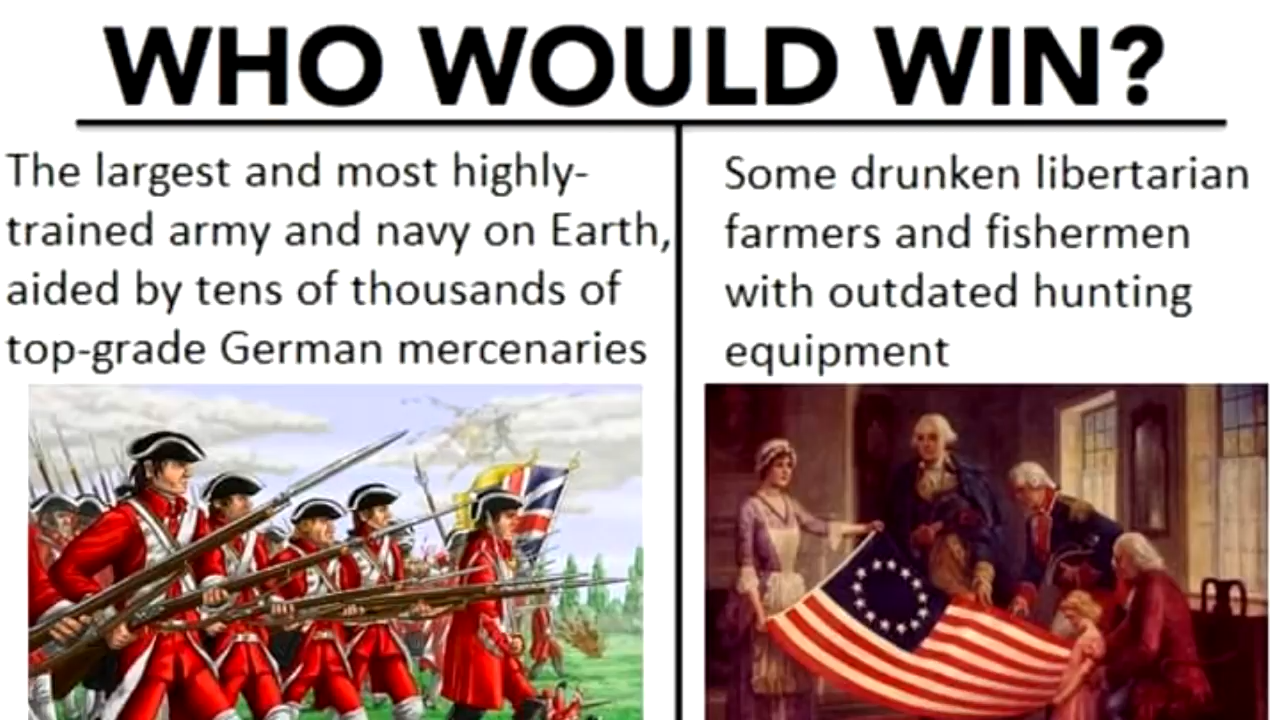 WHO WOULD WIN?
The largest and most highly-
trained army and navy on Earth,
aided by tens of thousands of
top-grade German mercenaries
Some drunken libertarian
farmers and fishermen
with outdated hunting
equipment